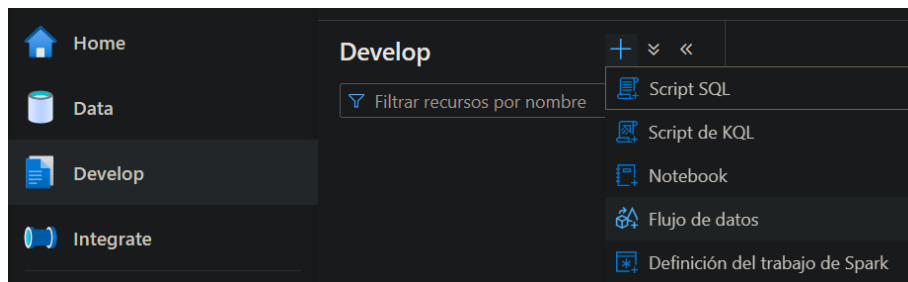 Home
Data
Develop
Integrate
Develop
Filtrar recursos por nombre
Script SQL
Script de KQL
Notebook
Flujo de datos
Definición del trabajo de Spark